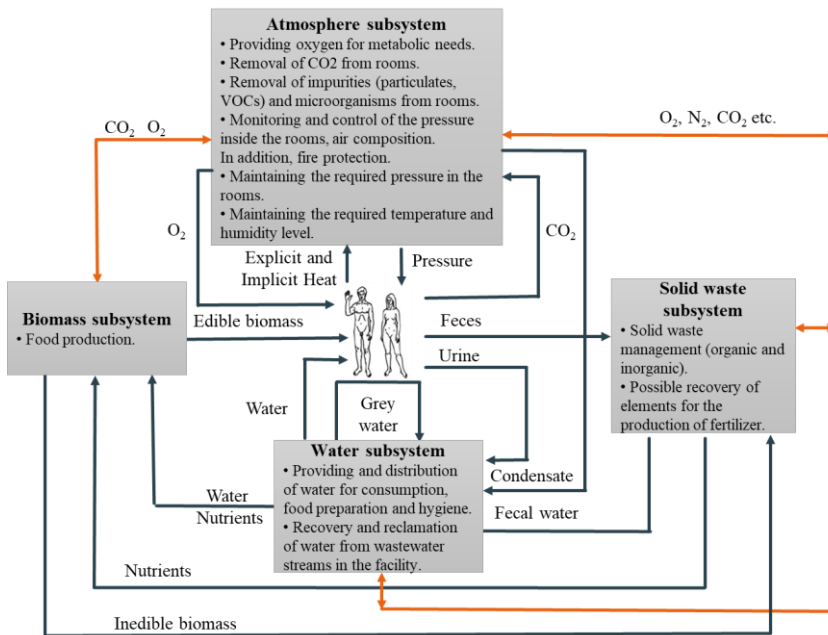 Atmosphere subsystem
• Providing oxygen for metabolic needs.
• Removal of CO2 from rooms.
• Removal of impurities (particulates,
VOCs) and microorganisms from rooms.
• Monitoring and control of the pressure
inside the rooms, air composition.
In addition, fire protection.
• Maintaining the required pressure in the
rooms.
• Maintaining the required temperature and
humidity level.
CO₂ O₂
O₂, N₂, CO₂ etc.
O₂
CO₂
Explicit and
Implicit Heat
Pressure
Biomass subsystem
• Food production.
Edible biomass
Feces
Urine
Solid waste
subsystem
• Solid waste
management (organic and
inorganic).
• Possible recovery of
elements for the
production of fertilizer.
Water
Grey
water
Water subsystem
• Providing and distribution
of water for consumption,
food preparation and hygiene.
• Recovery and reclamation
of water from wastewater
streams in the facility.
Condensate
Fecal water
Water
Nutrients
Nutrients
Inedible biomass